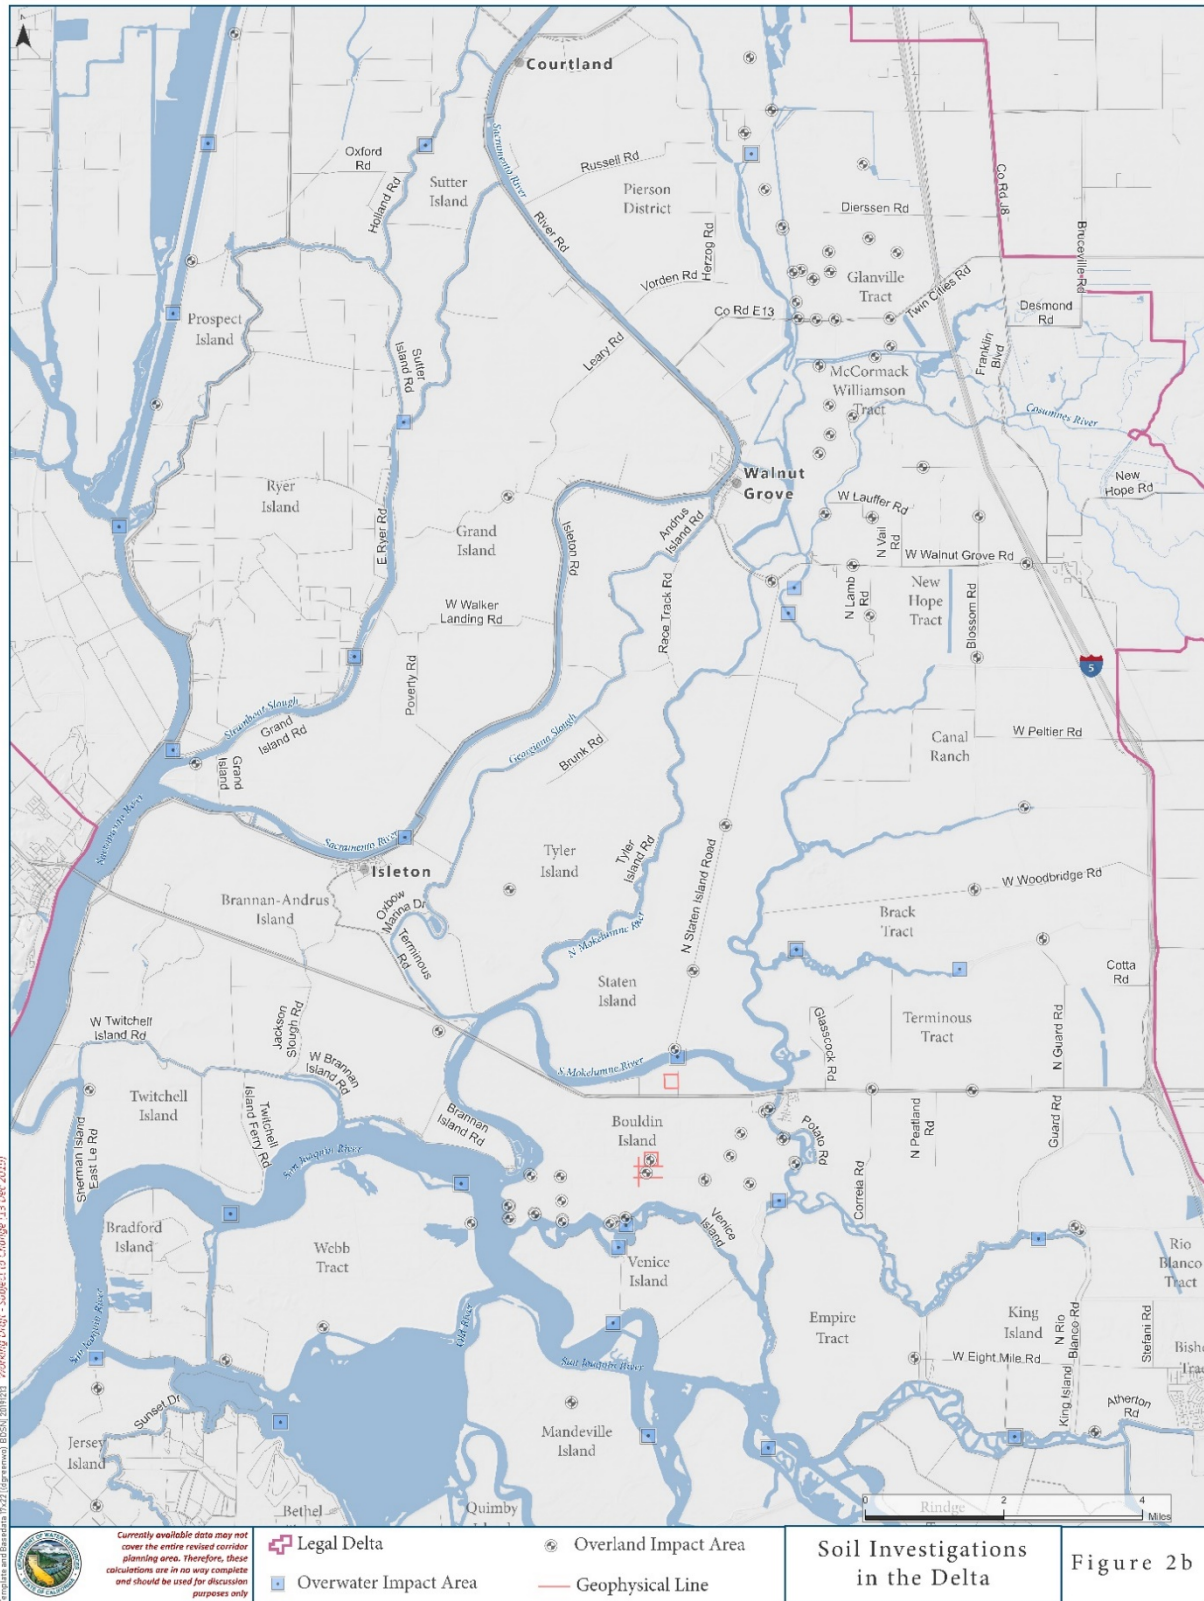 Courtland
Sacramento River
Oxford
Rd
Holland Rd
Sutter
Island
Russell Rd
Pierson
District
River Rd
Herzog Rd
Vorden Rd
Dierssen Rd
Co Rd J8
Bruceville Rd
Glanville
Tract
Twin Cities Rd
Desmond
Rd
Co Rd E13
Prospect
Island
Sutter
Island Rd
Leary Rd
Franklin
Blvd
McCormack
Williamson
Tract
Cosumnes River
Walnut
Grove
New
Hope Rd
Ryer
Island
E Ryer Rd
Grand
Island
Isleton Rd
Andrus
Island Rd
W Lauffer Rd
N Vail
Rd
W Walnut Grove Rd
W Walker
Landing Rd
Race Track Rd
N Lamb
Rd
New
Hope
Tract
Blossom Rd
5
Poverty Rd
Steamboat Slough
Grand
Island Rd
Grand
Island
Georgiana Slough
Brunk Rd
Canal
Ranch
W Peltier Rd
Sacramento River
Sacramento River
Isleton
Tyler
Island
Tyler
Island Rd
N Staten Island Road
W Woodbridge Rd
Brannan-Andrus
Island
Oxbow
Marina Dr
Terminous
Rd
Brack
Tract
Staten
Island
Cotta
Rd
W Twitchell
Island Rd
Jackson
Slough Rd
W Brannan
Island Rd
Glasscock Rd
Terminous
Tract
N Guard Rd
S Mokelumne River
Twitchell
Island
Twitchell
Island Ferry Rd
Brannan
Island Rd
Bouldin
Island
Potato Rd
N Peatland
Rd
Guard Rd
Sherman Island
East Le Rd
San Joaquin River
Correia Rd
Bradford
Island
Webb
Tract
Venice
Island
Venice
Island
Rio
Blanco
Tract
Empire
Tract
King
Island
N Rio
Blanco Rd
Stefani Rd
San Joaquin River
Old River
San Joaquin River
W Eight Mile Rd
King Island
Atherton
Rd
Sunset Dr
Jersey
Island
Mandeville
Island
Bethel
Quimby
Rindge
0 2 4
Miles
Working Draft - Subject to Change: 13 Dec 2019
Currently available data may not
cover the entire revised corridor
planning area. Therefore, these
calculations are in no way complete
and should be used for discussion
purposes only
Legal Delta
Overwater Impact Area
Overland Impact Area
Geophysical Line
Soil Investigations
in the Delta
Figure 2b